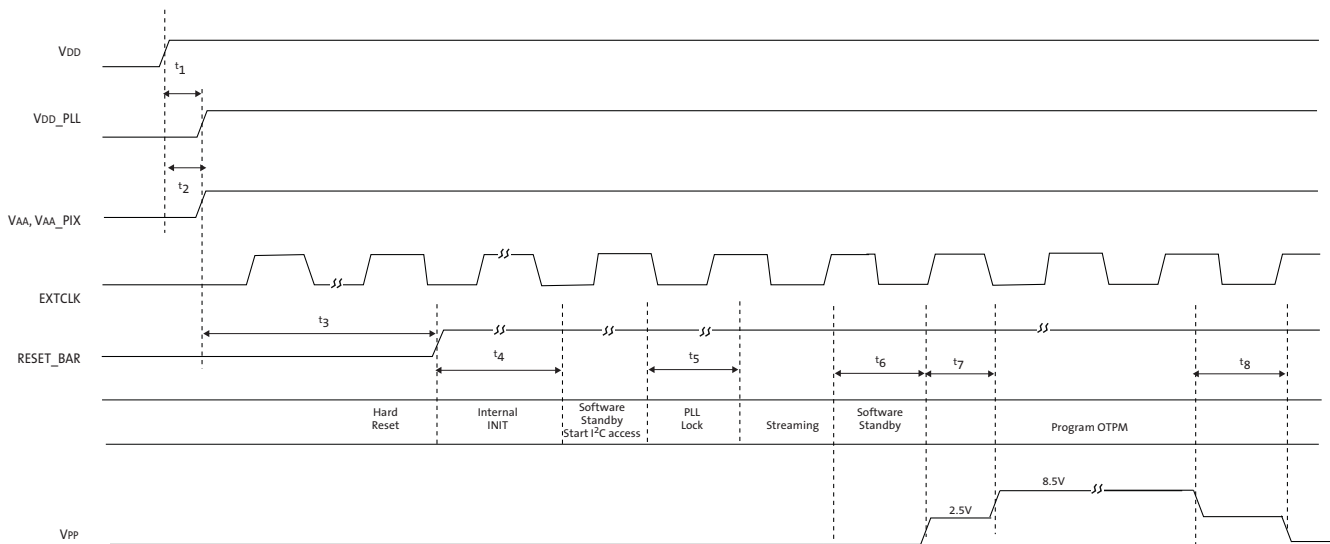 VDD
t1
VDD_PLL
t2
VAA, VAA_PIX
EXTCLK
t3
RESET_BAR
t4
t5
t6
t7
t8
Hard
Reset
Internal
INIT
Software
Standby
Start I²C access
PLL
Lock
Streaming
Software
Standby
Program OTPM
8.5V
2.5V
VPP